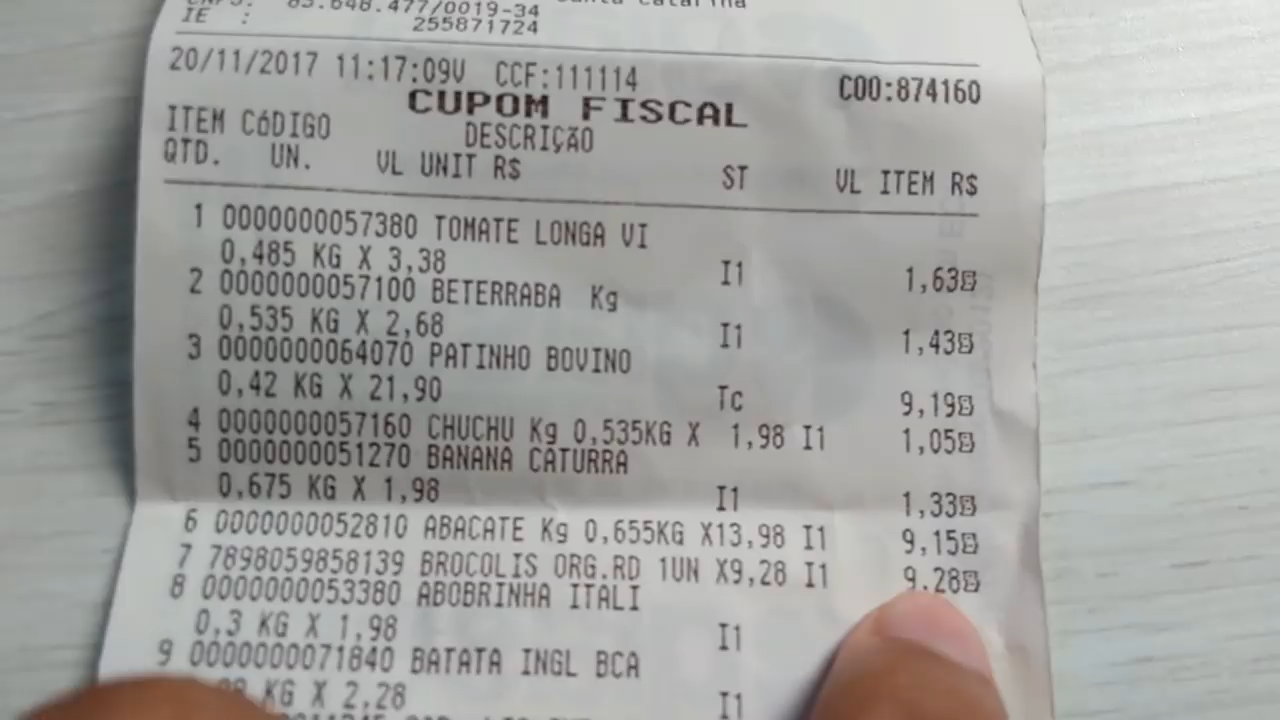 83.648.477/0019-34
IE : 255871724
20/11/2017 11:17:09V CCF:111114 COO:874160
CUPOM FISCAL
ITEM CóDIGO DESCRIÇÃO
QTD. UN. VL UNIT R$ ST VL ITEM R$
1 0000000057380 TOMATE LONGA VI
0,485 KG X 3,38 I1 1,63
2 0000000057100 BETERRABA Kg
0,535 KG X 2,68 I1 1,43
3 0000000064070 PATINHO BOVINO
0,42 KG X 21,90 Tc 9,19
4 0000000057160 CHUCHU Kg 0,535KG X 1,98 I1 1,05
5 0000000051270 BANANA CATURRA
0,675 KG X 1,98 I1 1,33
6 0000000052810 ABACATE Kg 0,655KG X13,98 I1 9,15
7 7898059858139 BROCOLIS ORG.RD 1UN X9,28 I1 9,28
8 0000000053380 ABOBRINHA ITALI
0,3 KG X 1,98 I1
9 0000000071840 BATATA INGL BCA
KG X 2,28 I1